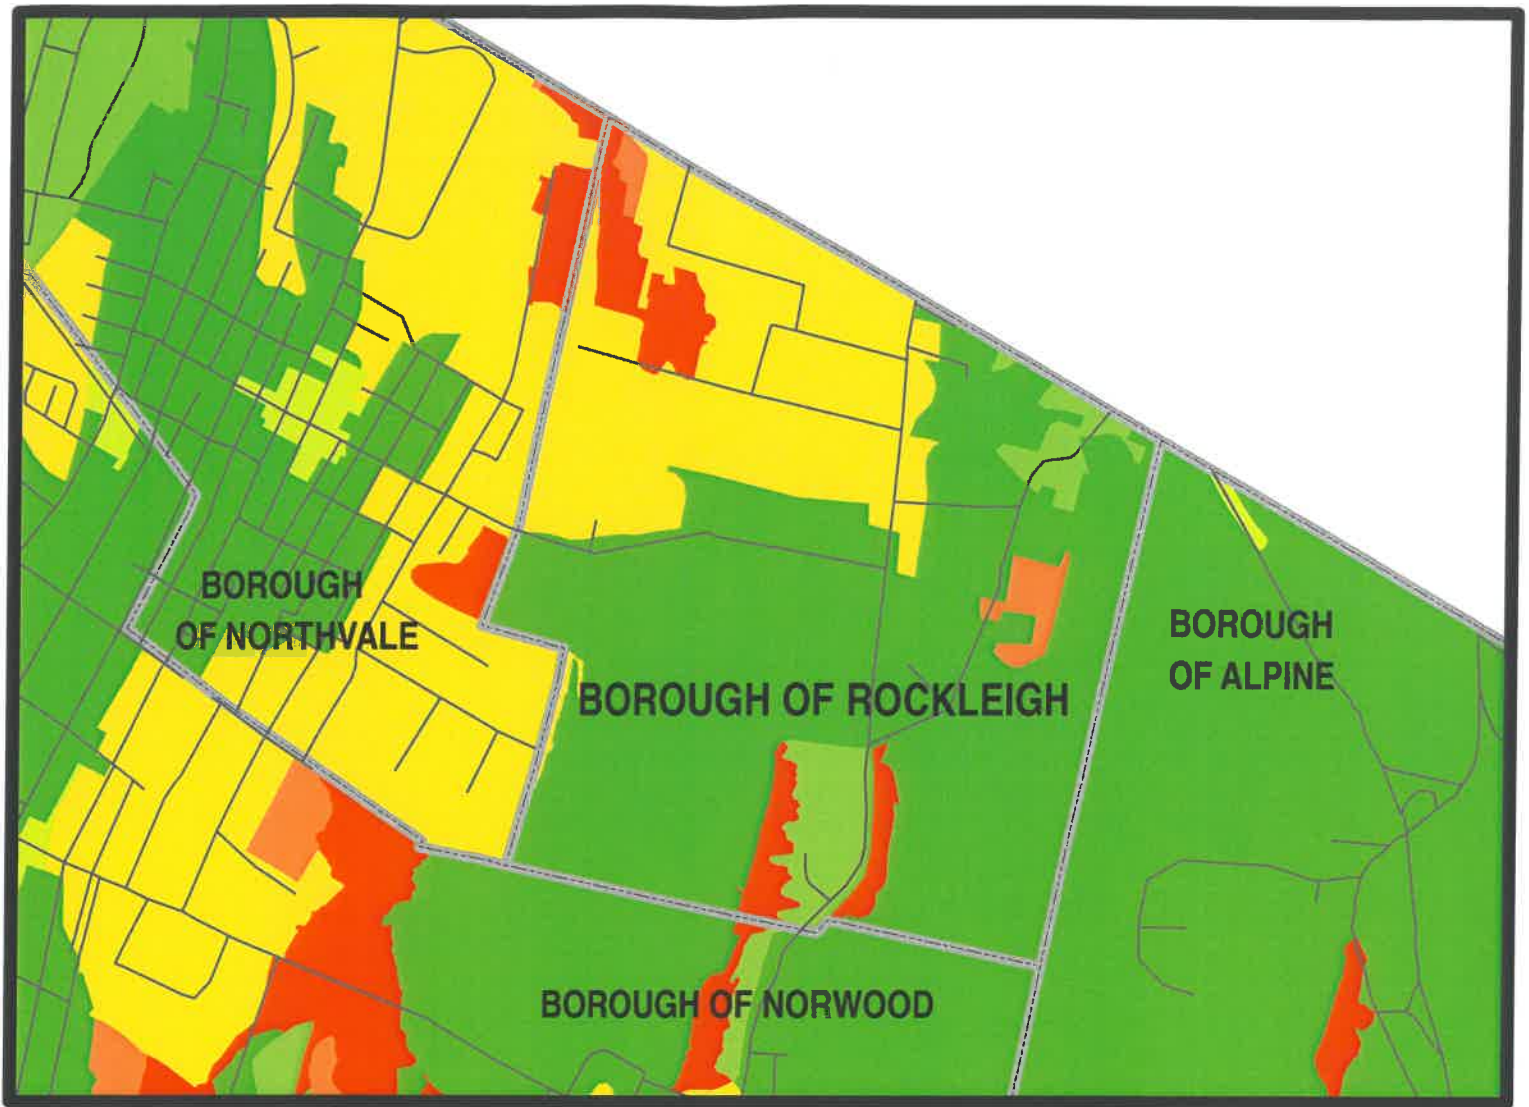 BOROUGH
OF NORTHVALE
BOROUGH
OF ALPINE
BOROUGH OF ROCKLEIGH
BOROUGH OF NORWOOD